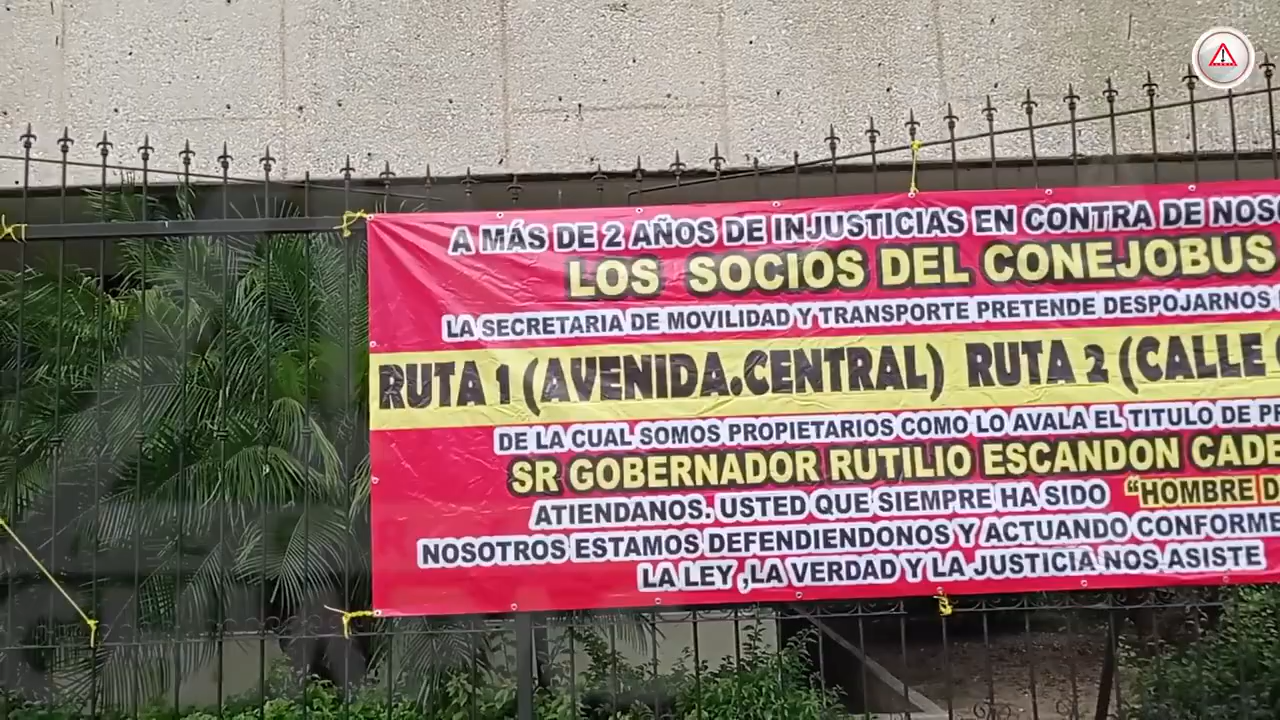 A MÁS DE 2 AÑOS DE INJUSTICIAS EN CONTRA DE
LOS SOCIOS DEL CONEJOBUS
LA SECRETARIA DE MOVILIDAD Y TRANSPORTE PRETENDE DESPOJARNOS
RUTA 1 (AVENIDA.CENTRAL) RUTA 2 (CALLE
DE LA CUAL SOMOS PROPIETARIOS COMO LO AVALA EL TITULO DE
SR GOBERNADOR RUTILIO ESCANDON
ATIENDANOS. USTED QUE SIEMPRE HA SIDO "HOMBRE
NOSOTROS ESTAMOS DEFENDIENDONOS Y ACTUANDO CONFORME
LA LEY ,LA VERDAD Y LA JUSTICIA NOS ASISTE